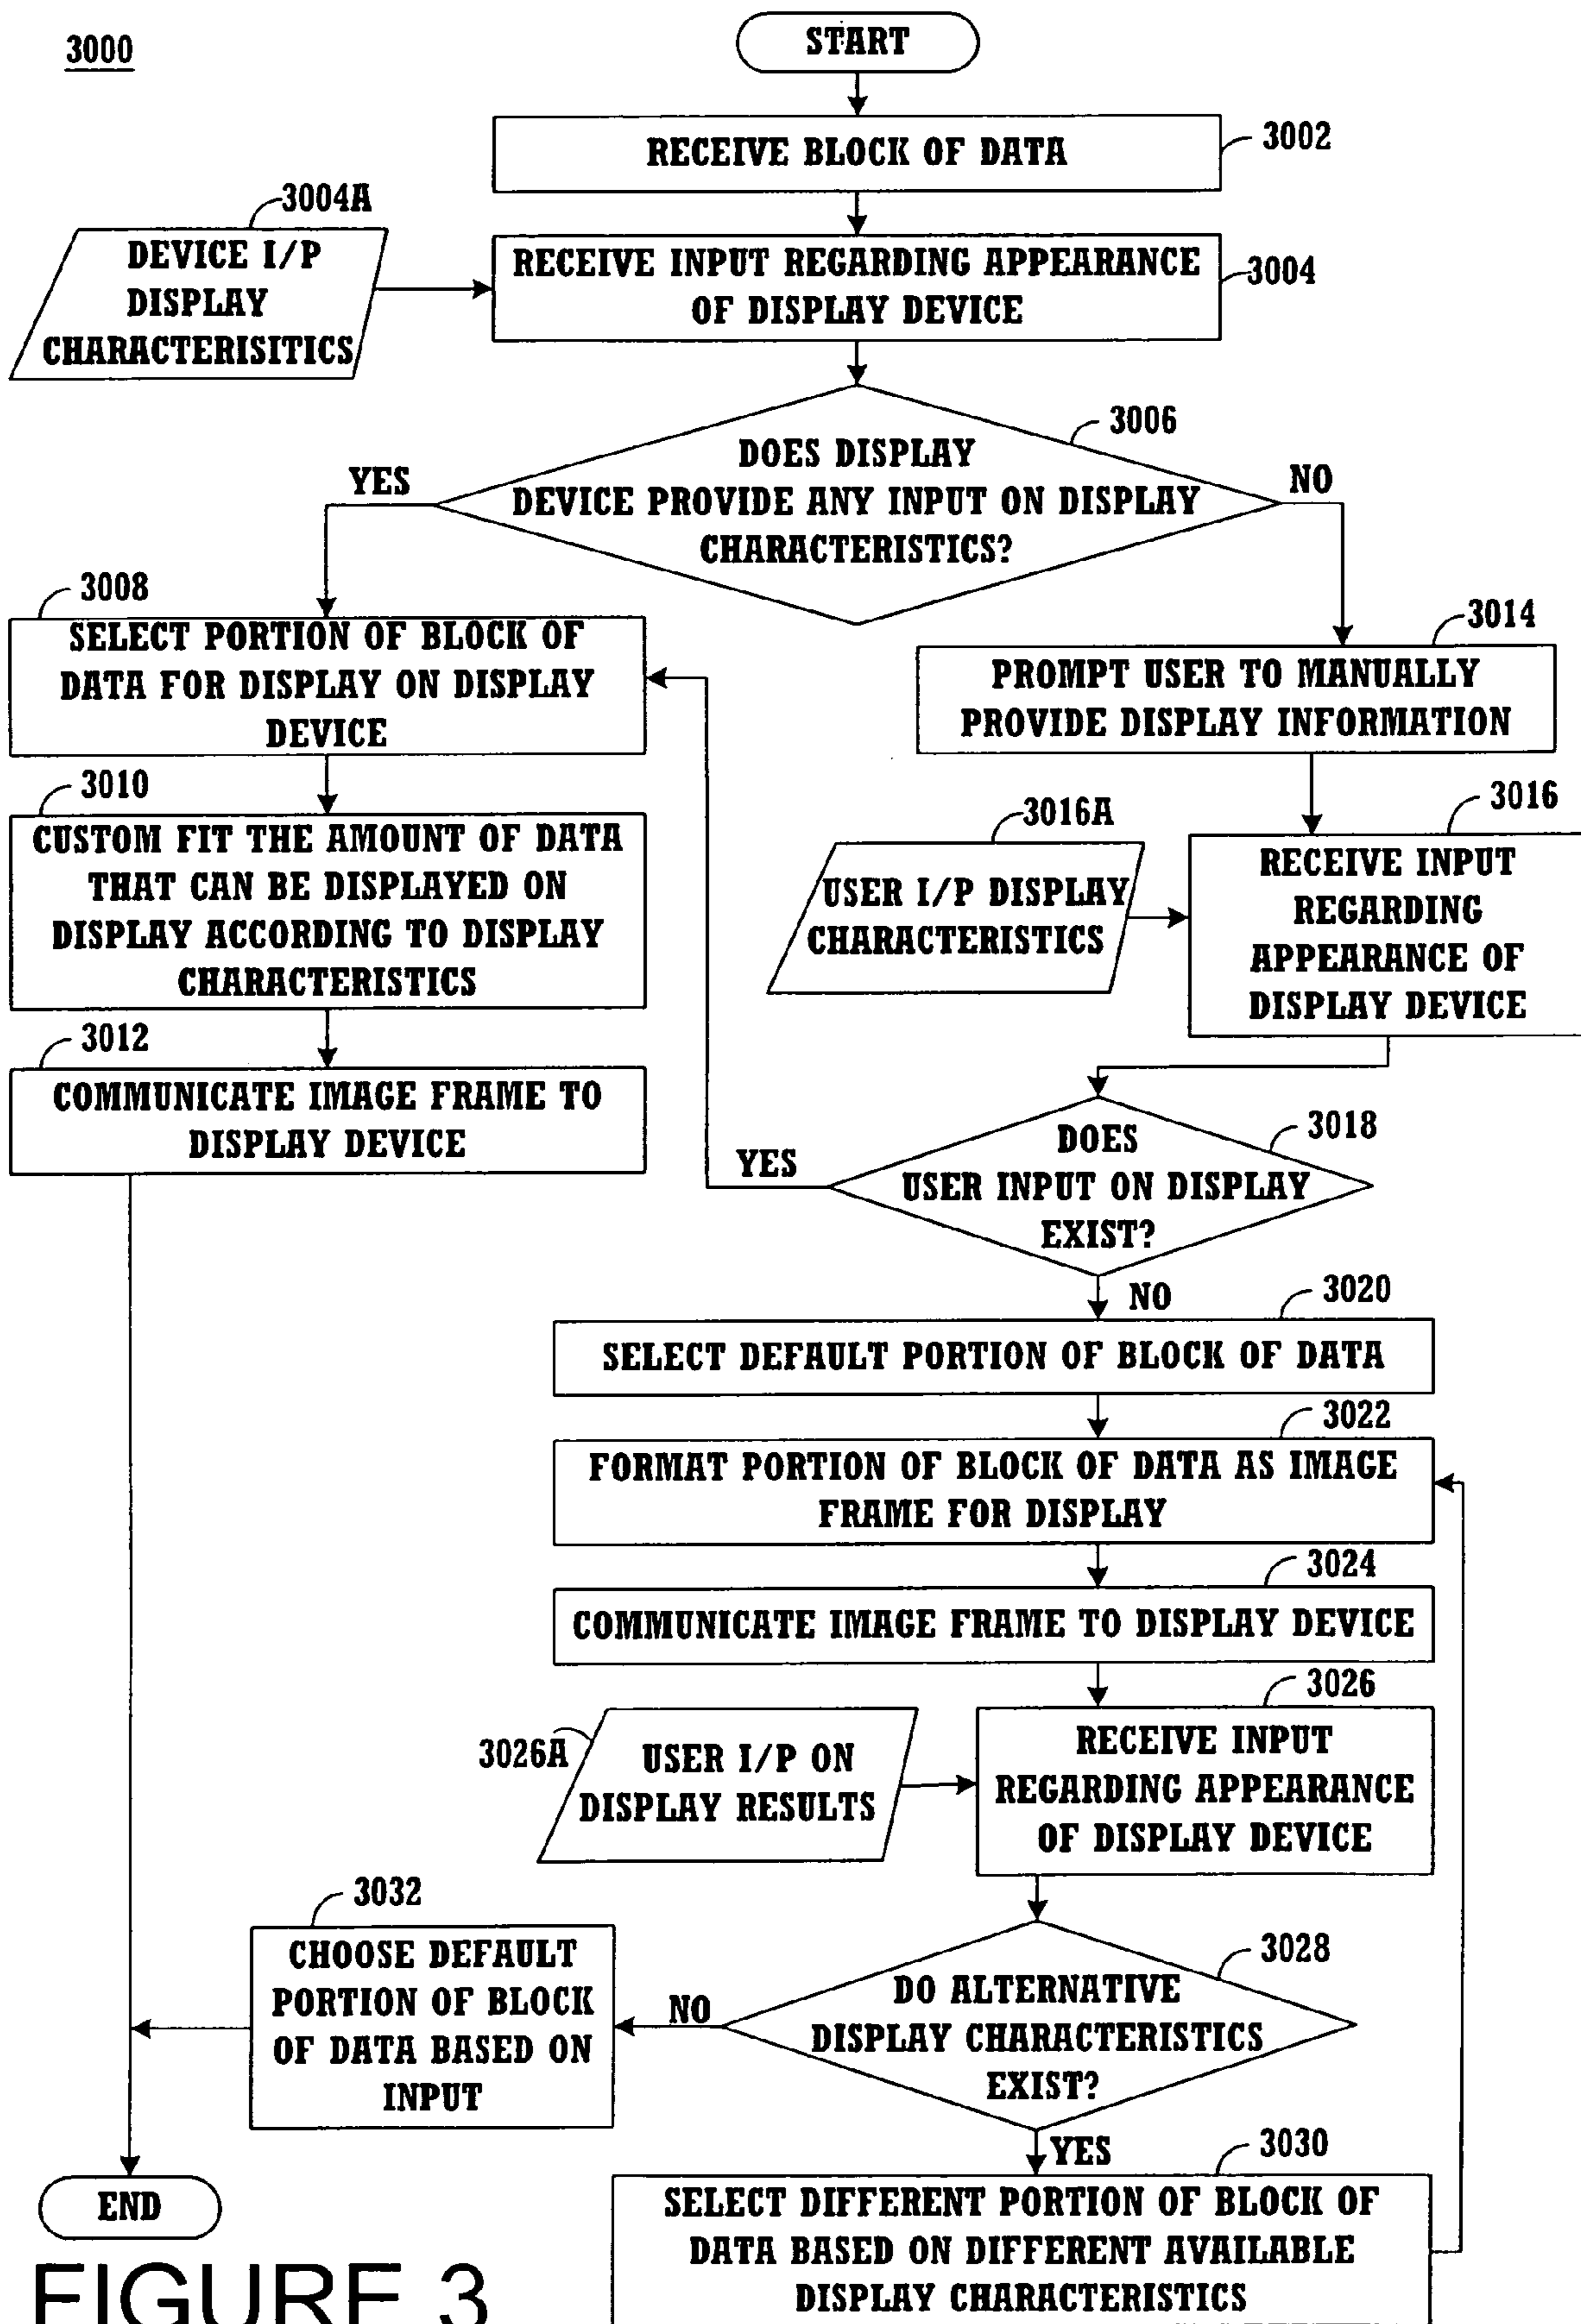 3000
START
RECEIVE BLOCK OF DATA
3002
3004A
DEVICE I/P
DISPLAY
CHARACTERISITICS
RECEIVE INPUT REGARDING APPEARANCE
OF DISPLAY DEVICE
3004
3006
DOES DISPLAY
DEVICE PROVIDE ANY INPUT ON DISPLAY
CHARACTERISTICS?
YES
NO
3008
SELECT PORTION OF BLOCK OF
DATA FOR DISPLAY ON DISPLAY
DEVICE
3014
PROMPT USER TO MANUALLY
PROVIDE DISPLAY INFORMATION
3010
CUSTOM FIT THE AMOUNT OF DATA
THAT CAN BE DISPLAYED ON
DISPLAY ACCORDING TO DISPLAY
CHARACTERISTICS
3016A
USER I/P DISPLAY
CHARACTERISTICS
3016
RECEIVE INPUT
REGARDING
APPEARANCE OF
DISPLAY DEVICE
3012
COMMUNICATE IMAGE FRAME TO
DISPLAY DEVICE
3018
DOES
USER INPUT ON DISPLAY
EXIST?
YES
NO
3020
SELECT DEFAULT PORTION OF BLOCK OF DATA
3022
FORMAT PORTION OF BLOCK OF DATA AS IMAGE
FRAME FOR DISPLAY
3024
COMMUNICATE IMAGE FRAME TO DISPLAY DEVICE
3026
3026A
USER I/P ON
DISPLAY RESULTS
RECEIVE INPUT
REGARDING APPEARANCE
OF DISPLAY DEVICE
3032
CHOOSE DEFAULT
PORTION OF BLOCK
OF DATA BASED ON
INPUT
3028
DO ALTERNATIVE
DISPLAY CHARACTERISTICS
EXIST?
NO
YES
3030
SELECT DIFFERENT PORTION OF BLOCK OF
DATA BASED ON DIFFERENT AVAILABLE
DISPLAY CHARACTERISTICS
END
FIGURE 3